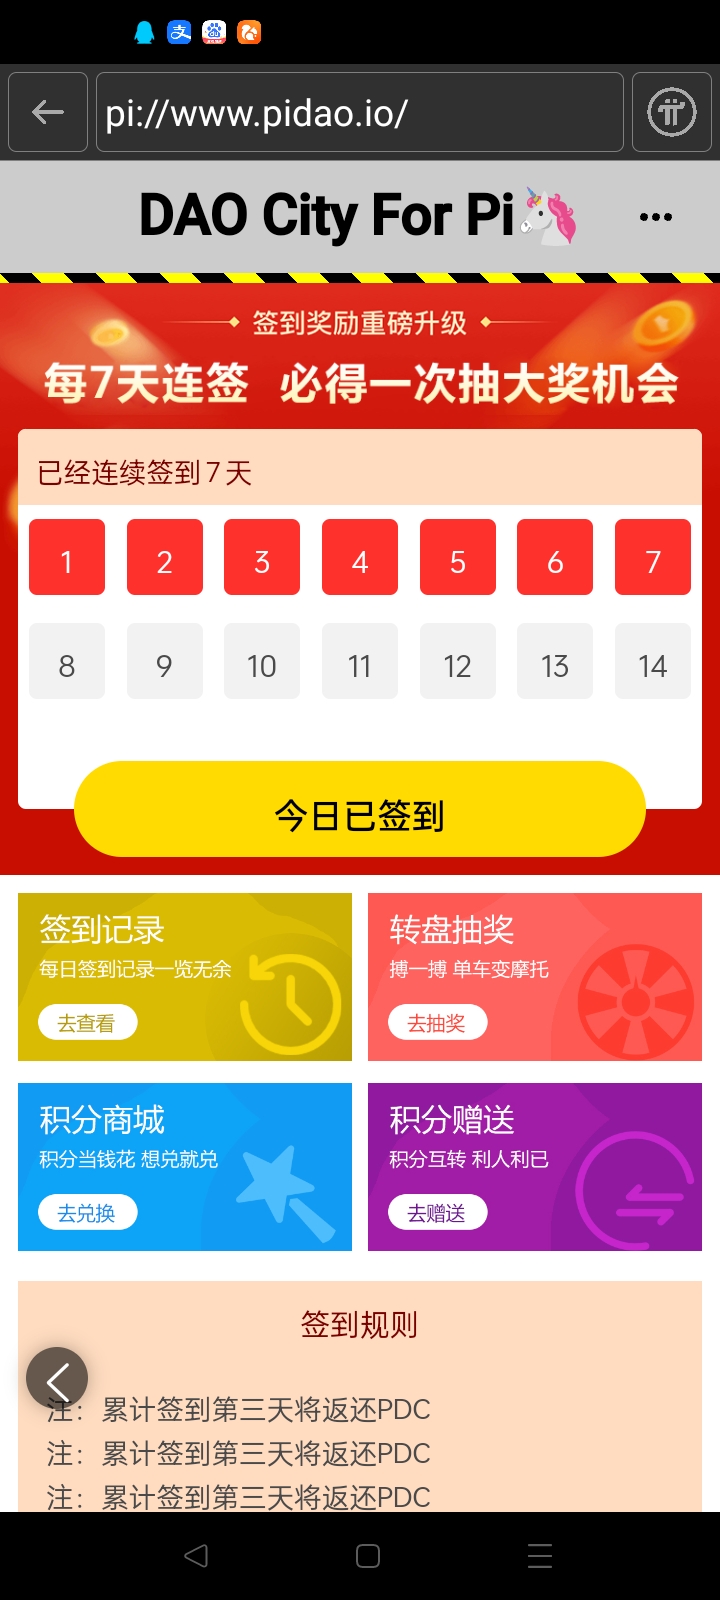 pi://www.pidao.io/
DAO City For Pi🦄
签到奖励重磅升级
每7天连签 必得一次抽大奖机会
已经连续签到7天
1 2 3 4 5 6 7
8 9 10 11 12 13 14
今日已签到
签到记录
每日签到记录一览无余
去查看
转盘抽奖
搏一搏 单车变摩托
去抽奖
积分商城
积分当钱花 想兑就兑
去兑换
积分赠送
积分互转 利人利已
去赠送
签到规则
注：累计签到第三天将返还PDC
注：累计签到第三天将返还PDC
注：累计签到第三天将返还PDC